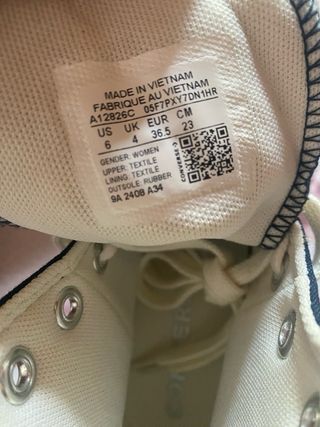 MADE IN VIETNAM
FABRIQUE AU VIETNAM
A12826C 05F7PXY7DN1HR
US UK EUR CM
6 4 36.5 23
GENDER: WOMEN
UPPER: TEXTILE
LINING: TEXTILE
OUTSOLE: RUBBER
9A 2408 A34
CONVERSE